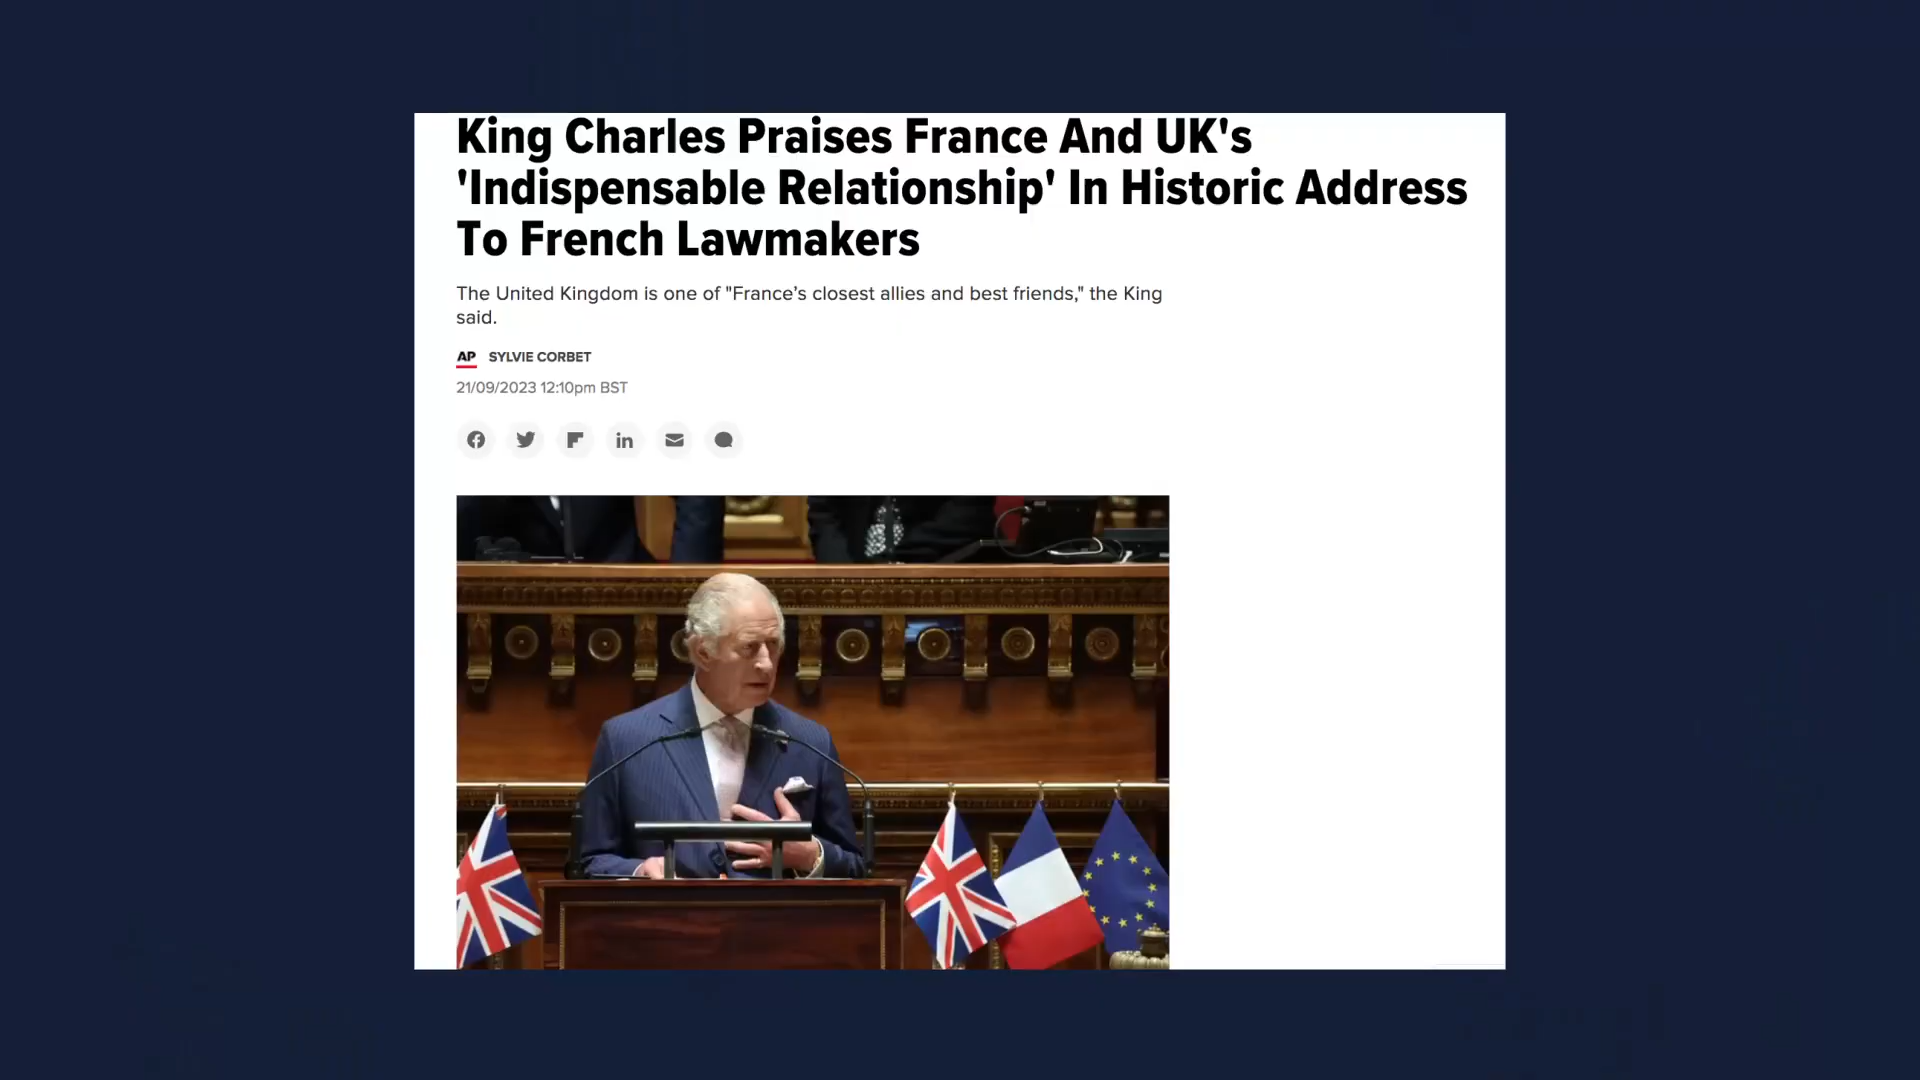 King Charles Praises France And UK's
'Indispensable Relationship' In Historic Address
To French Lawmakers
The United Kingdom is one of "France’s closest allies and best friends," the King
said.
AP SYLVIE CORBET
21/09/2023 12:10pm BST